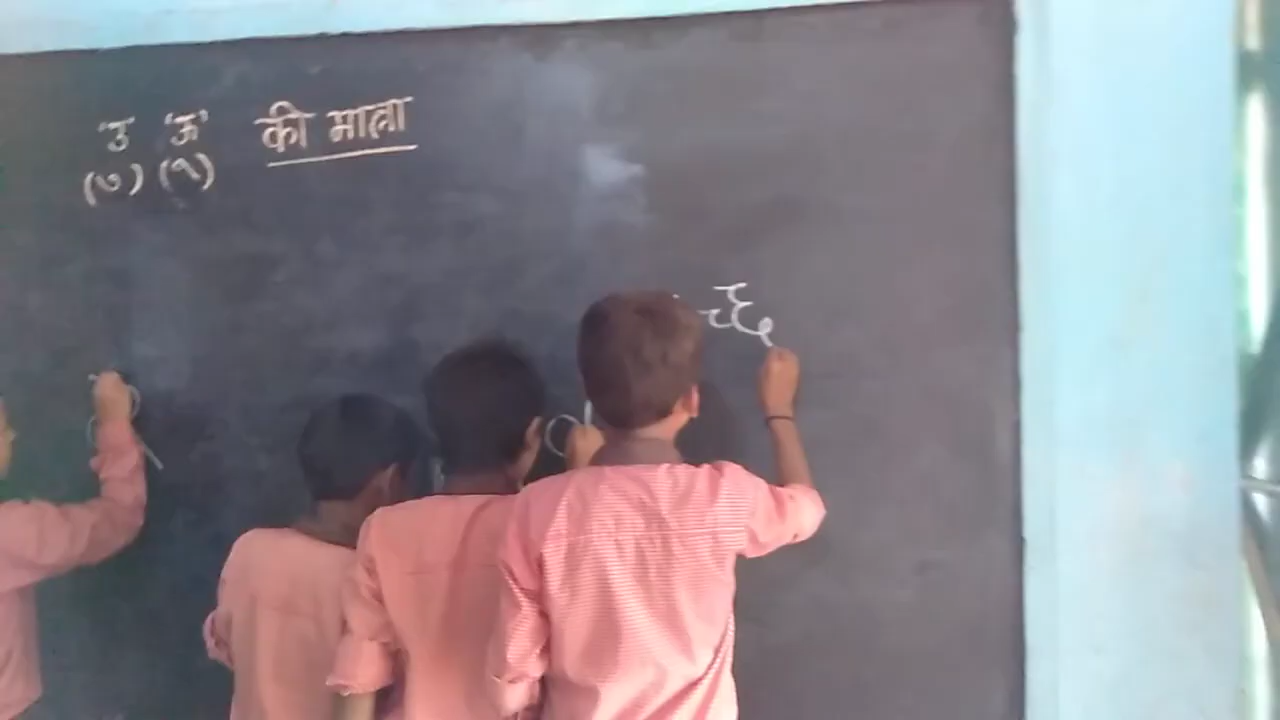 'उ' 'ऊ' की मात्रा
( ु) ( ू)